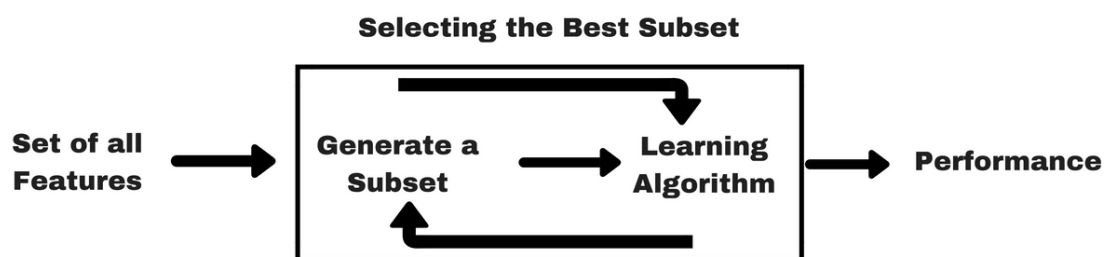 Selecting the Best Subset
Set of all
Features
Generate a
Subset
Learning
Algorithm
Performance